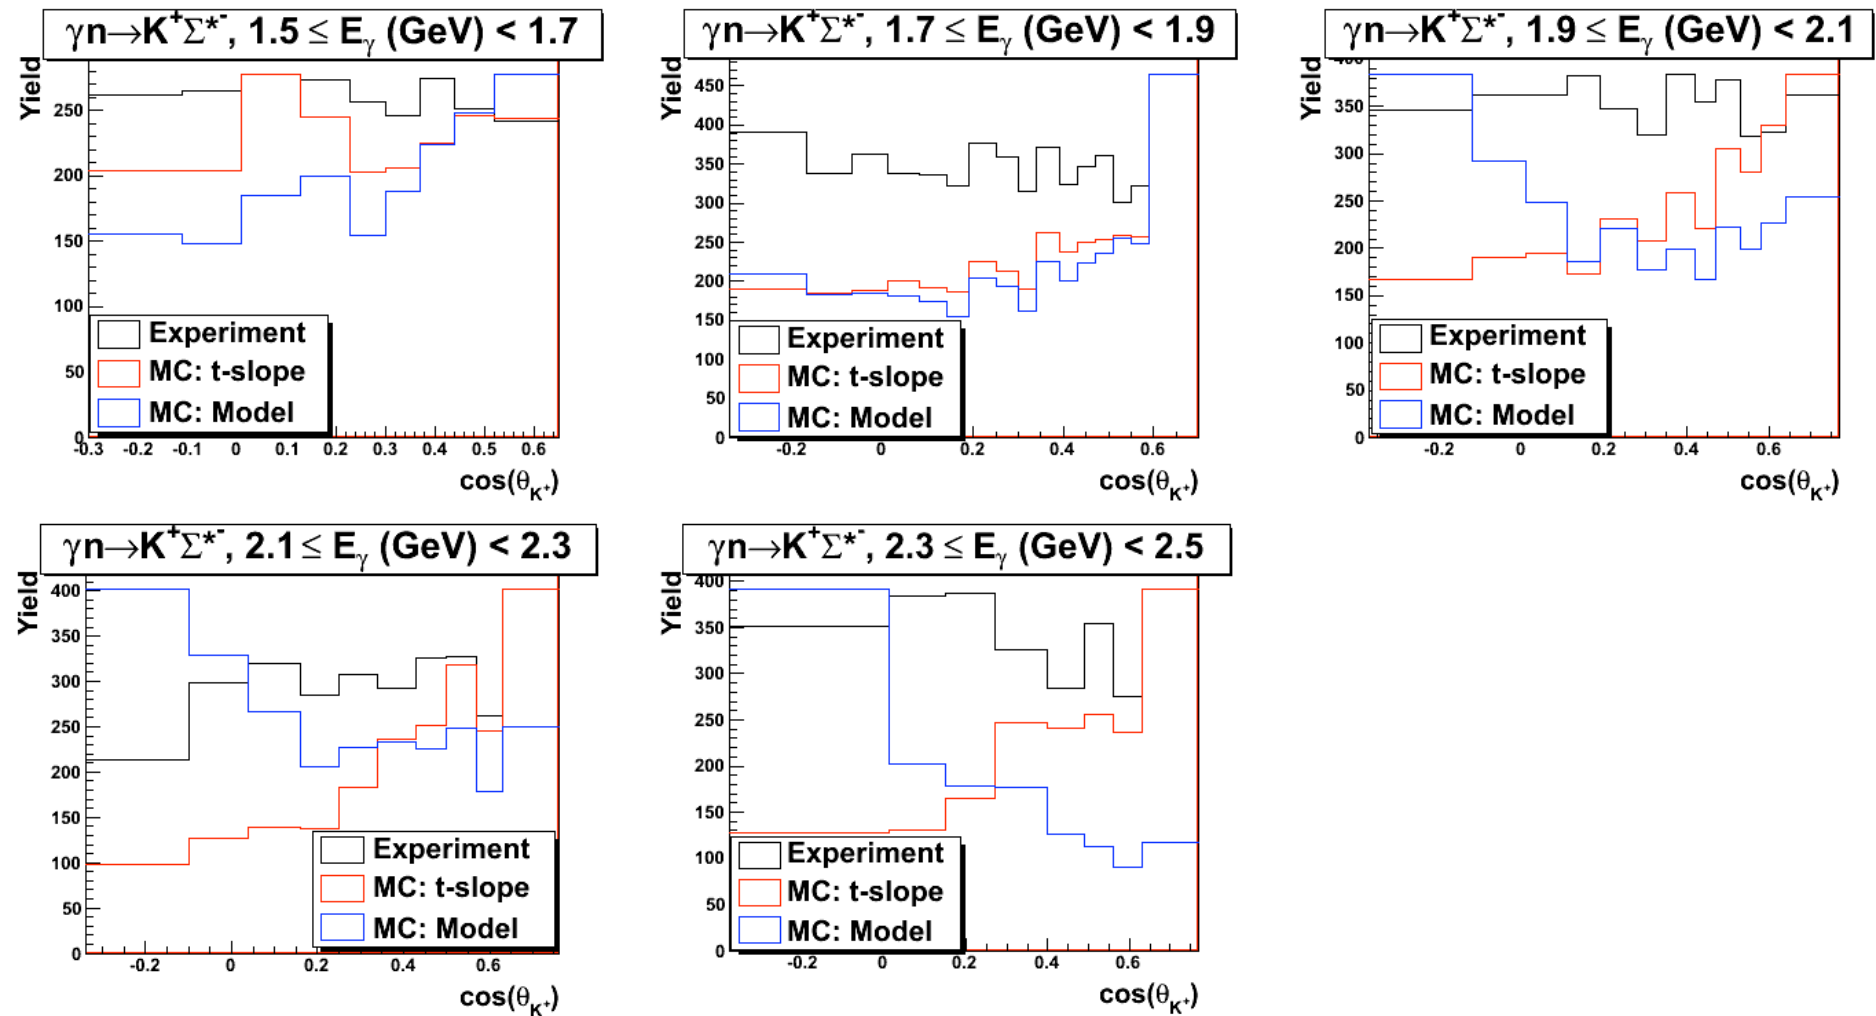 γn→K⁺Σ*⁻, 1.5 ≤ E_γ (GeV) < 1.7
Yield
250
200
150
100
50
0
Experiment
MC: t-slope
MC: Model
-0.3 -0.2 -0.1 0 0.1 0.2 0.3 0.4 0.5 0.6
cos(θ_K⁺)
γn→K⁺Σ*⁻, 1.7 ≤ E_γ (GeV) < 1.9
Yield
450
400
350
300
250
200
150
100
50
0
Experiment
MC: t-slope
MC: Model
-0.2 0 0.2 0.4 0.6
cos(θ_K⁺)
γn→K⁺Σ*⁻, 1.9 ≤ E_γ (GeV) < 2.1
Yield
400
350
300
250
200
150
100
50
0
Experiment
MC: t-slope
MC: Model
-0.2 0 0.2 0.4 0.6
cos(θ_K⁺)
γn→K⁺Σ*⁻, 2.1 ≤ E_γ (GeV) < 2.3
Yield
400
350
300
250
200
150
100
50
0
Experiment
MC: t-slope
MC: Model
-0.2 0 0.2 0.4 0.6
cos(θ_K⁺)
γn→K⁺Σ*⁻, 2.3 ≤ E_γ (GeV) < 2.5
Yield
400
350
300
250
200
150
100
50
0
Experiment
MC: t-slope
MC: Model
-0.2 0 0.2 0.4 0.6
cos(θ_K⁺)